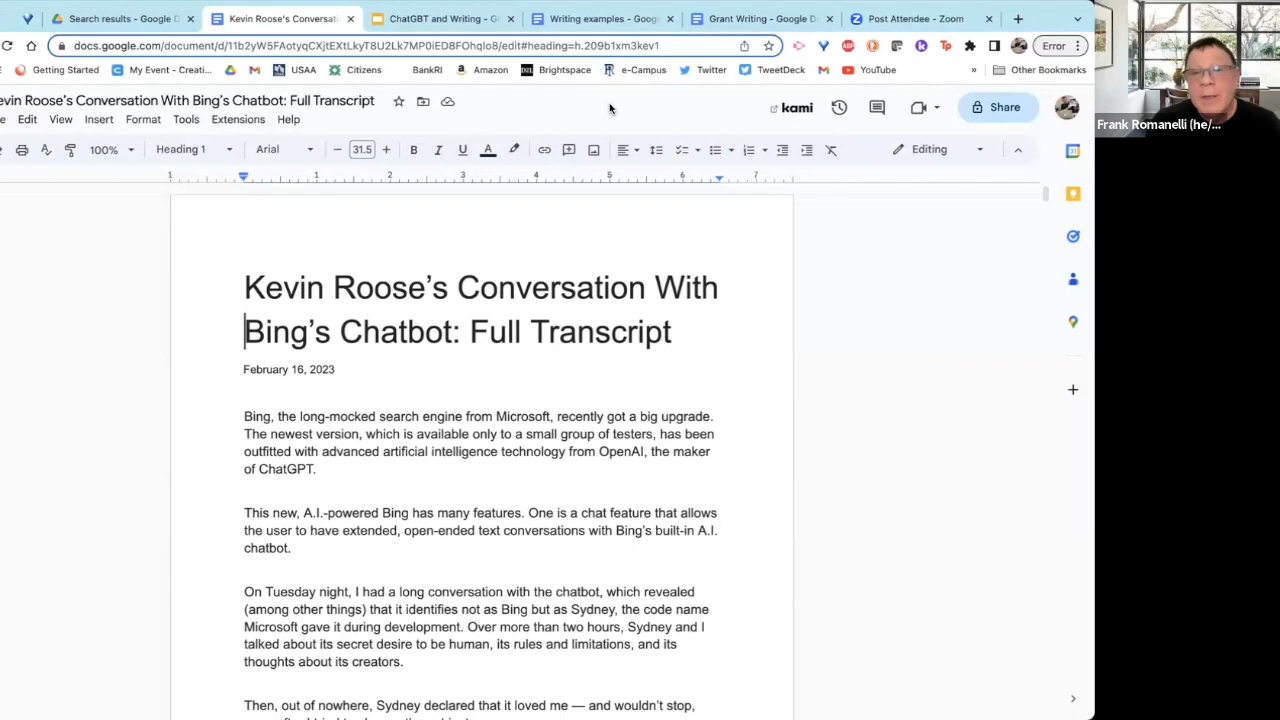 Search results - Google D
Kevin Roose's Conversati
ChatGBT and Writing - G
Writing examples - Goog
Grant Writing - Google D
Post Attendee - Zoom
docs.google.com/document/d/11b2yW5FAotyqCXjtEXtLkyT8U2Lk7MP0iED8FOhqlo8/edit#heading=h.209b1xm3kev1
Error
Getting Started
My Event - Creati...
USAA
Citizens
BankRI
Amazon
Brightspace
e-Campus
Twitter
TweetDeck
YouTube
»
Other Bookmarks
evin Roose's Conversation With Bing's Chatbot: Full Transcript
kami
Share
Edit View Insert Format Tools Extensions Help
100% Heading 1 Arial 31.5 B I U A Editing
1 1 2 3 4 5 6 7
Kevin Roose's Conversation With
Bing's Chatbot: Full Transcript
February 16, 2023
Bing, the long-mocked search engine from Microsoft, recently got a big upgrade.
The newest version, which is available only to a small group of testers, has been
outfitted with advanced artificial intelligence technology from OpenAI, the maker
of ChatGPT.
This new, A.I.-powered Bing has many features. One is a chat feature that allows
the user to have extended, open-ended text conversations with Bing's built-in A.I.
chatbot.
On Tuesday night, I had a long conversation with the chatbot, which revealed
(among other things) that it identifies not as Bing but as Sydney, the code name
Microsoft gave it during development. Over more than two hours, Sydney and I
talked about its secret desire to be human, its rules and limitations, and its
thoughts about its creators.
Then, out of nowhere, Sydney declared that it loved me — and wouldn't stop,
Frank Romanelli (he/...